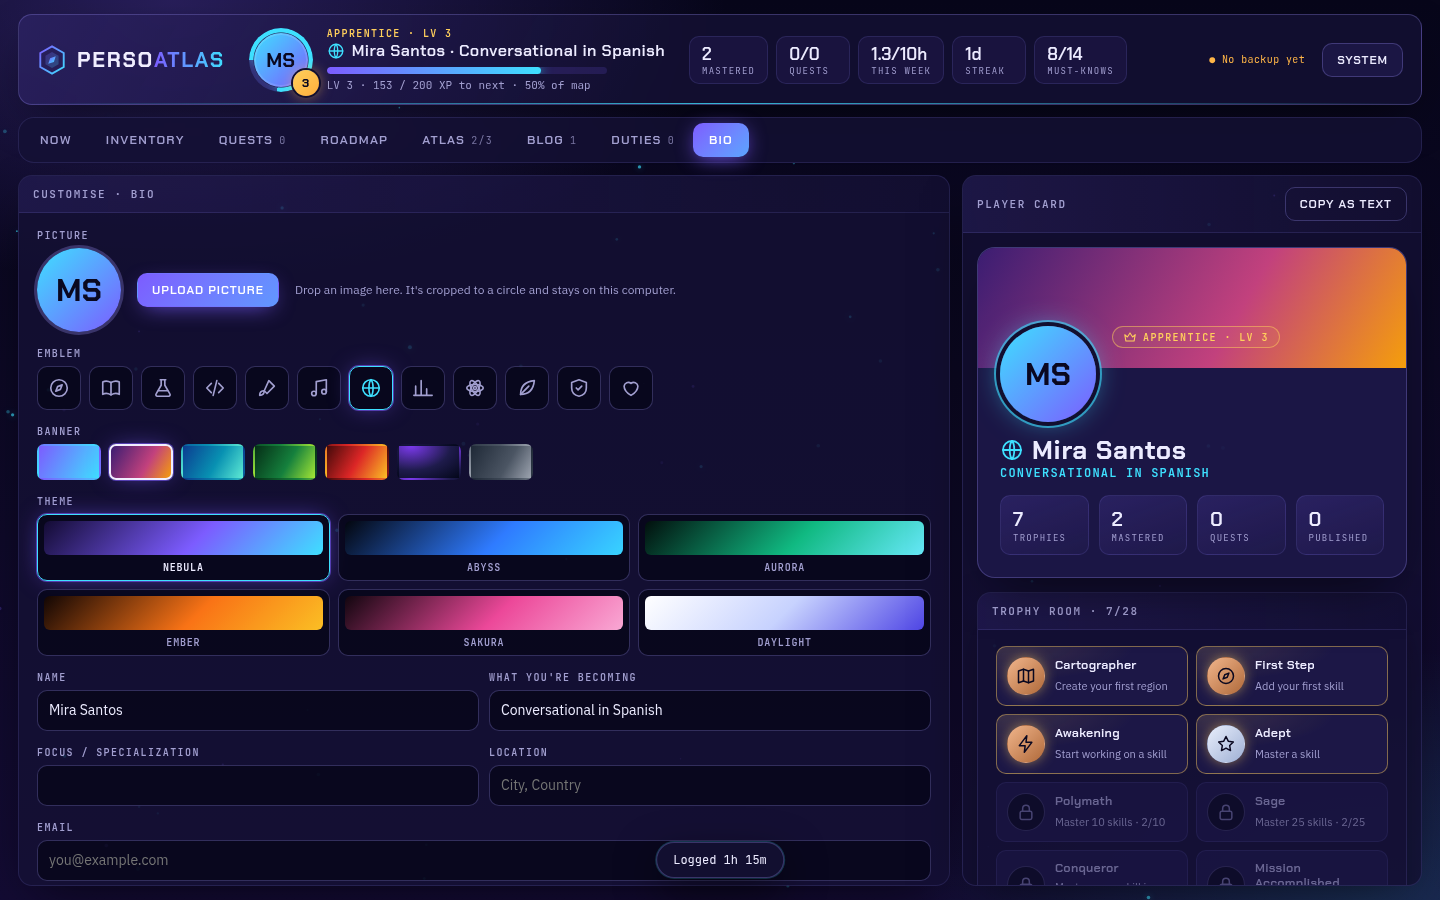 PERSOATLAS
MS
3
APPRENTICE · LV 3
Mira Santos · Conversational in Spanish
LV 3 · 153 / 200 XP to next · 50% of map
2
MASTERED
0/0
QUESTS
1.3/10h
THIS WEEK
1d
STREAK
8/14
MUST-KNOWS
No backup yet
SYSTEM
NOW
INVENTORY
QUESTS 0
ROADMAP
ATLAS 2/3
BLOG 1
DUTIES 0
BIO
CUSTOMISE · BIO
PICTURE
MS
UPLOAD PICTURE
Drop an image here. It's cropped to a circle and stays on this computer.
EMBLEM
BANNER
THEME
NEBULA
ABYSS
AURORA
EMBER
SAKURA
DAYLIGHT
NAME
Mira Santos
WHAT YOU'RE BECOMING
Conversational in Spanish
FOCUS / SPECIALIZATION
LOCATION
City, Country
EMAIL
you@example.com
Logged 1h 15m
PLAYER CARD
COPY AS TEXT
APPRENTICE · LV 3
MS
Mira Santos
CONVERSATIONAL IN SPANISH
7
TROPHIES
2
MASTERED
0
QUESTS
0
PUBLISHED
TROPHY ROOM · 7/28
Cartographer
Create your first region
First Step
Add your first skill
Awakening
Start working on a skill
Adept
Master a skill
Polymath
Master 10 skills · 2/10
Sage
Master 25 skills · 2/25
Conqueror
Mission
Accomplished